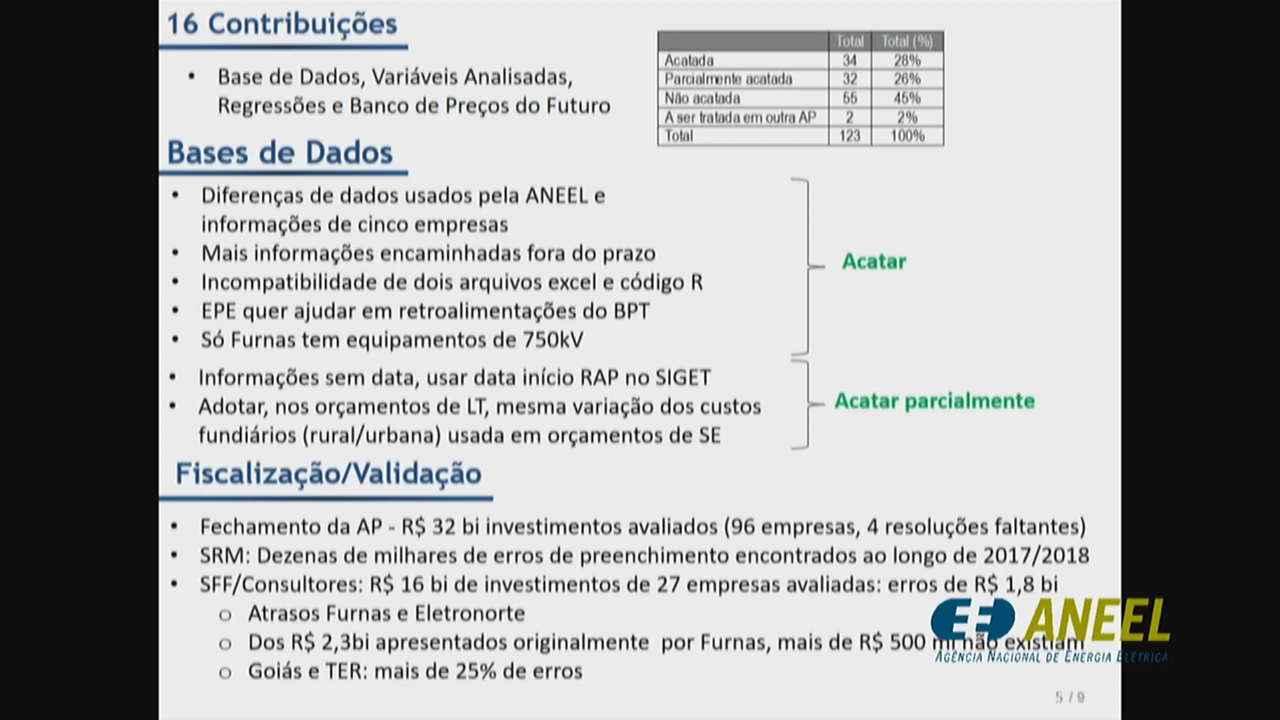 16 Contribuições
• Base de Dados, Variáveis Analisadas,
Regressões e Banco de Preços do Futuro
Total Total (%)
Acatada 34 28%
Parcialmente acatada 32 26%
Não acatada 55 45%
A ser tratada em outra AP 2 2%
Total 123 100%
Bases de Dados
• Diferenças de dados usados pela ANEEL e
informações de cinco empresas
• Mais informações encaminhadas fora do prazo
• Incompatibilidade de dois arquivos excel e código R
• EPE quer ajudar em retroalimentações do BPT
• Só Furnas tem equipamentos de 750kV
Acatar
• Informações sem data, usar data início RAP no SIGET
• Adotar, nos orçamentos de LT, mesma variação dos custos
fundiários (rural/urbana) usada em orçamentos de SE
Acatar parcialmente
Fiscalização/Validação
• Fechamento da AP - R$ 32 bi investimentos avaliados (96 empresas, 4 resoluções faltantes)
• SRM: Dezenas de milhares de erros de preenchimento encontrados ao longo de 2017/2018
• SFF/Consultores: R$ 16 bi de investimentos de 27 empresas avaliadas: erros de R$ 1,8 bi
o Atrasos Furnas e Eletronorte
o Dos R$ 2,3bi apresentados originalmente por Furnas, mais de R$ 500 mi não existiam
o Goiás e TER: mais de 25% de erros
ANEEL
AGÊNCIA NACIONAL DE ENERGIA ELÉTRICA
5 / 9